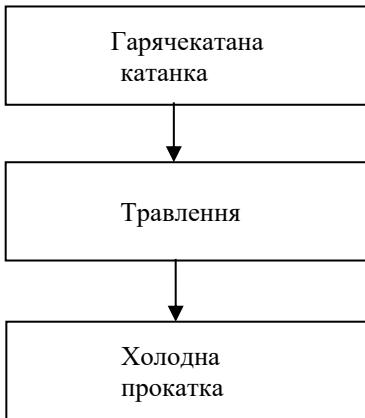 Гарячекатана
катанка
Травлення
Холодна
прокатка